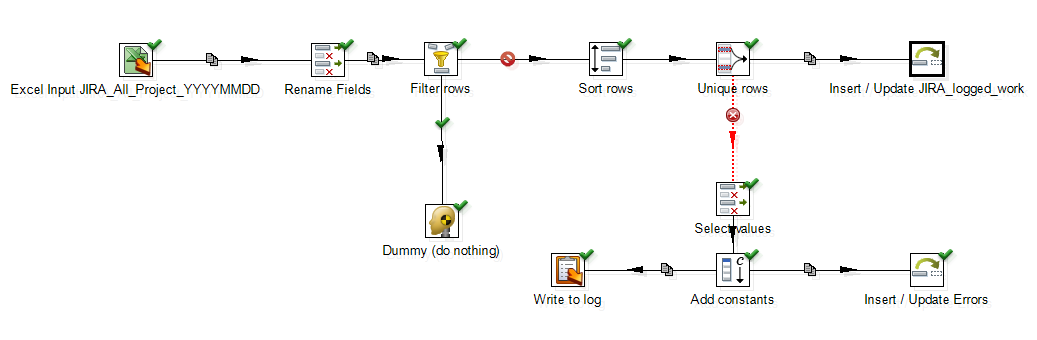 Excel Input JIRA_All_Project_YYYYMMDD
Rename Fields
Filter rows
Sort rows
Unique rows
Insert / Update JIRA_logged_work
Dummy (do nothing)
Select values
Write to log
C
Add constants
Insert / Update Errors